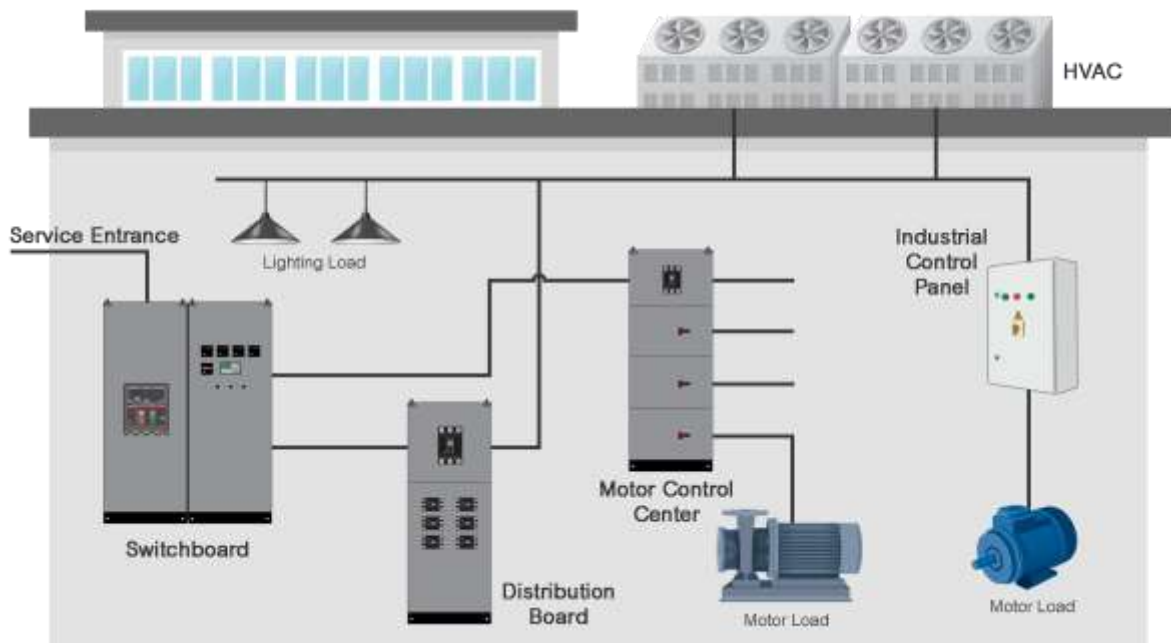 HVAC
Service Entrance
Lighting Load
Industrial
Control
Panel
Switchboard
Motor Control
Center
Distribution
Board
Motor Load
Motor Load